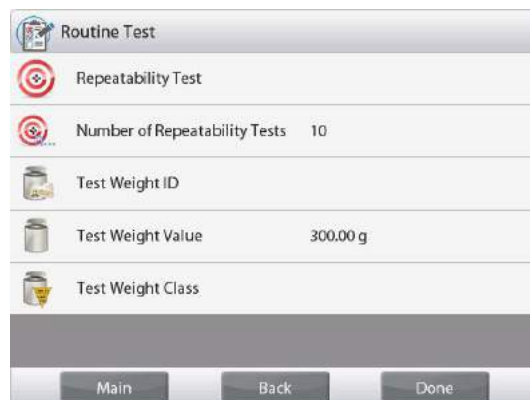 Routine Test
Repeatability Test
Number of Repeatability Tests 10
Test Weight ID
Test Weight Value 300.00 g
Test Weight Class
Main Back Done